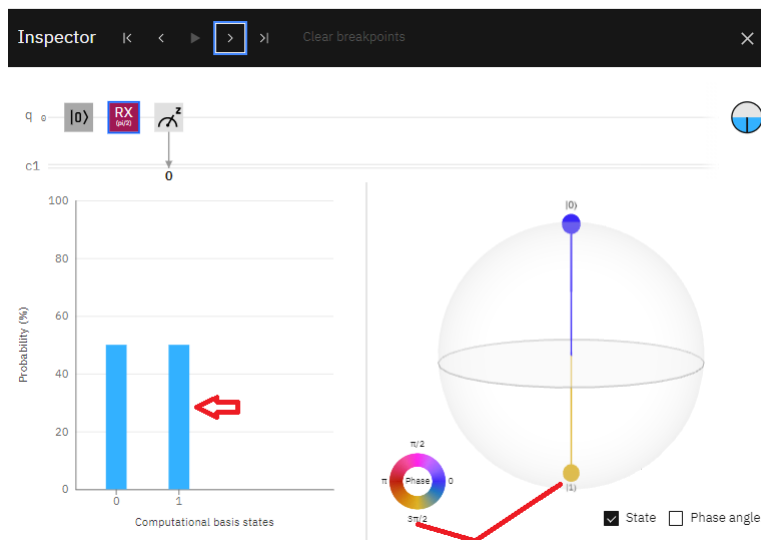 Inspector Clear breakpoints
q 0 |0⟩ RX z
(pi/2)
c1
0
100
80
60
40
20
0
Probability (%)
0 1
Computational basis states
|0⟩
π/2
π Phase 0
3π/2
|1⟩
State Phase angle